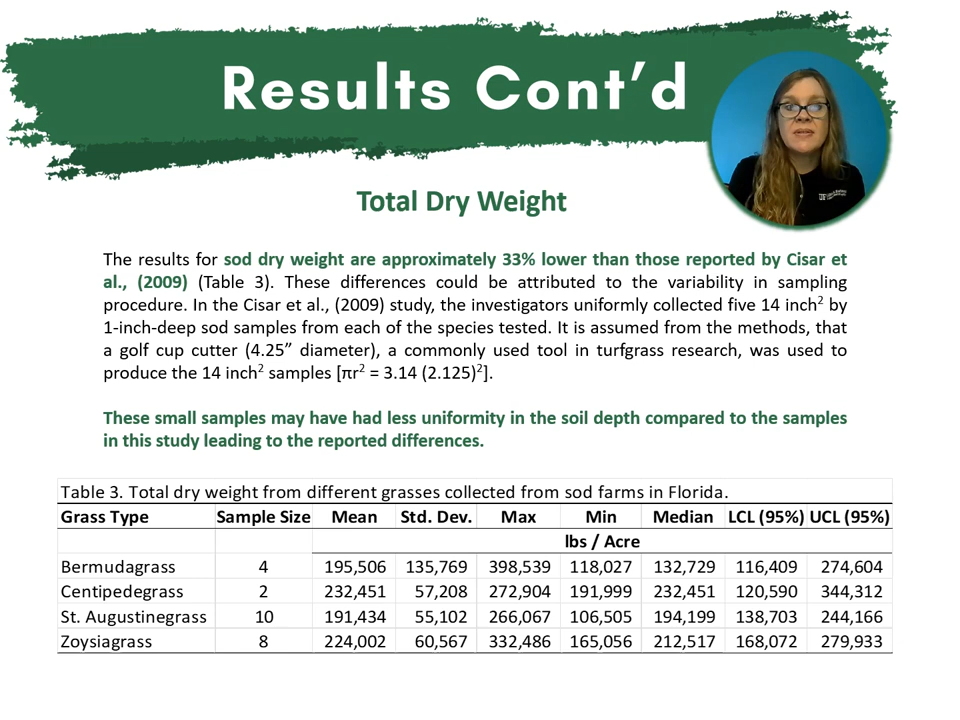 Results Cont’d
Total Dry Weight
The results for sod dry weight are approximately 33% lower than those reported by Cisar et
al., (2009) (Table 3). These differences could be attributed to the variability in sampling
procedure. In the Cisar et al., (2009) study, the investigators uniformly collected five 14 inch² by
1-inch-deep sod samples from each of the species tested. It is assumed from the methods, that
a golf cup cutter (4.25” diameter), a commonly used tool in turfgrass research, was used to
produce the 14 inch² samples [πr² = 3.14 (2.125)²].
These small samples may have had less uniformity in the soil depth compared to the samples
in this study leading to the reported differences.
Table 3. Total dry weight from different grasses collected from sod farms in Florida.
Grass Type Sample Size Mean Std. Dev. Max Min Median LCL (95%) UCL (95%)
lbs / Acre
Bermudagrass 4 195,506 135,769 398,539 118,027 132,729 116,409 274,604
Centipedegrass 2 232,451 57,208 272,904 191,999 232,451 120,590 344,312
St. Augustinegrass 10 191,434 55,102 266,067 106,505 194,199 138,703 244,166
Zoysiagrass 8 224,002 60,567 332,486 165,056 212,517 168,072 279,933